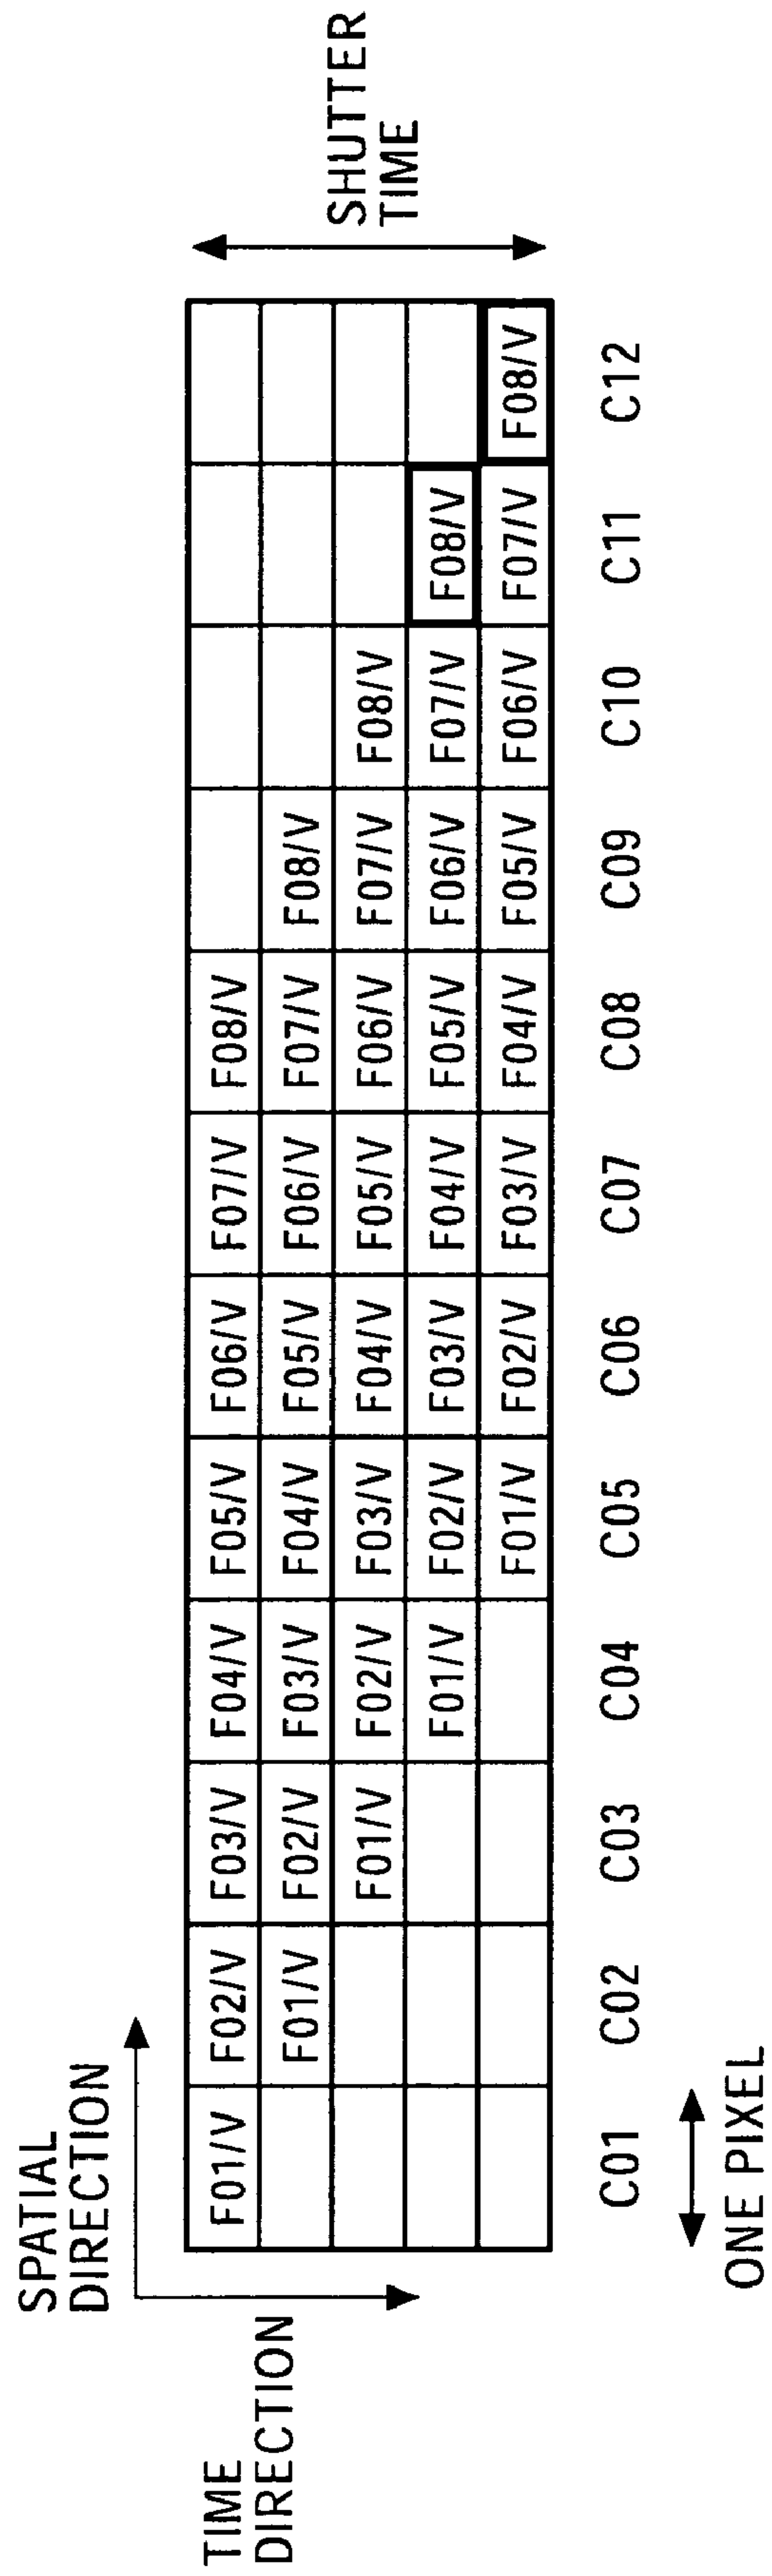 SPATIAL
DIRECTION
TIME
DIRECTION
SHUTTER
TIME
F01/V F02/V F03/V F04/V F05/V F06/V F07/V F08/V
F01/V F02/V F03/V F04/V F05/V F06/V F07/V F08/V
F01/V F02/V F03/V F04/V F05/V F06/V F07/V F08/V
F01/V F02/V F03/V F04/V F05/V F06/V F07/V F08/V
F01/V F02/V F03/V F04/V F05/V F06/V F07/V F08/V
C01 C02 C03 C04 C05 C06 C07 C08 C09 C10 C11 C12
ONE PIXEL